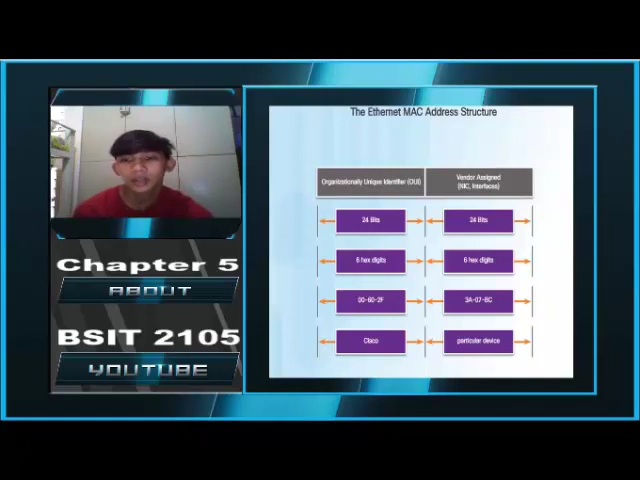 The Ethernet MAC Address Structure
Organizationally Unique Identifier (OUI)
Vendor Assigned
(NIC, Interfaces)
24 Bits
24 Bits
6 hex digits
6 hex digits
00-60-2F
3A-07-BC
Cisco
particular device
Chapter 5
ABOUT
BSIT 2105
YOUTUBE